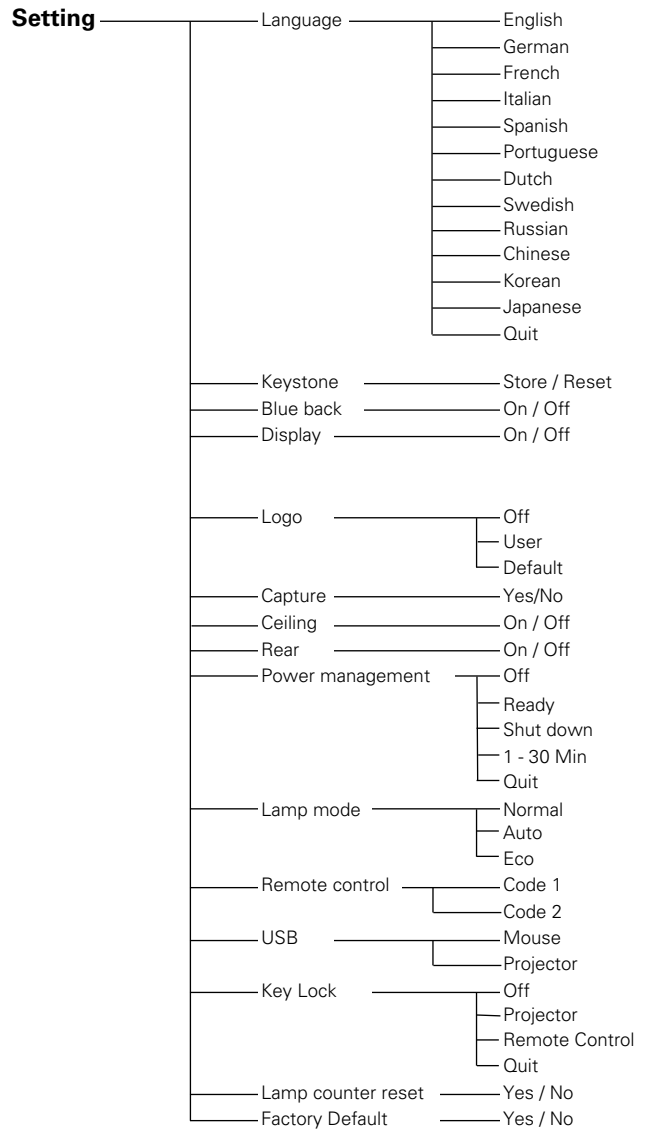 Setting Language English
German
French
Italian
Spanish
Portuguese
Dutch
Swedish
Russian
Chinese
Korean
Japanese
Quit
Keystone Store / Reset
Blue back On / Off
Display On / Off
Logo Off
User
Default
Capture Yes/No
Ceiling On / Off
Rear On / Off
Power management Off
Ready
Shut down
1 - 30 Min
Quit
Lamp mode Normal
Auto
Eco
Remote control Code 1
Code 2
USB Mouse
Projector
Key Lock Off
Projector
Remote Control
Quit
Lamp counter reset Yes / No
Factory Default Yes / No